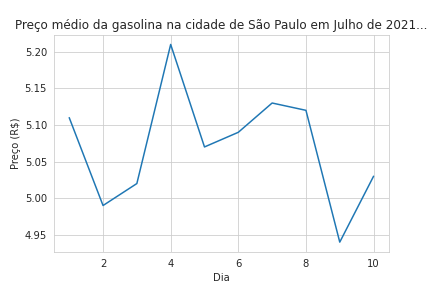 Preço médio da gasolina na cidade de São Paulo em Julho de 2021...
5.20
5.15
5.10
5.05
5.00
4.95
Preço (R$)
2 4 6 8 10
Dia